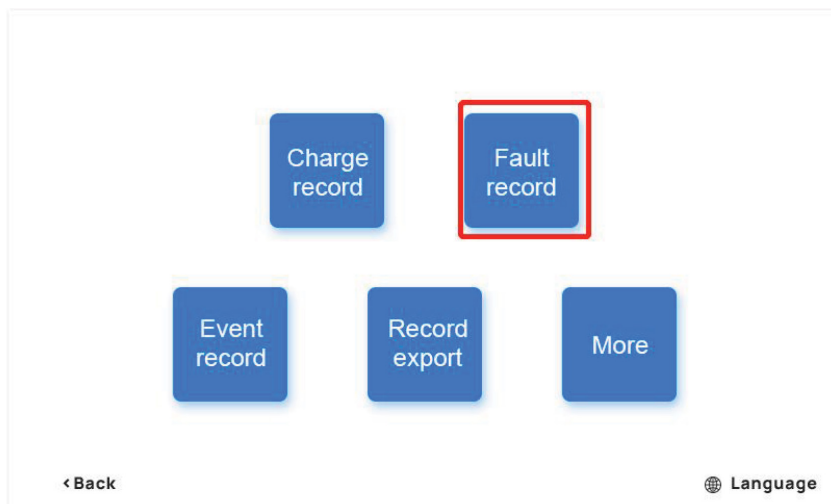 Charge
record
Fault
record
Event
record
Record
export
More
<Back
Language